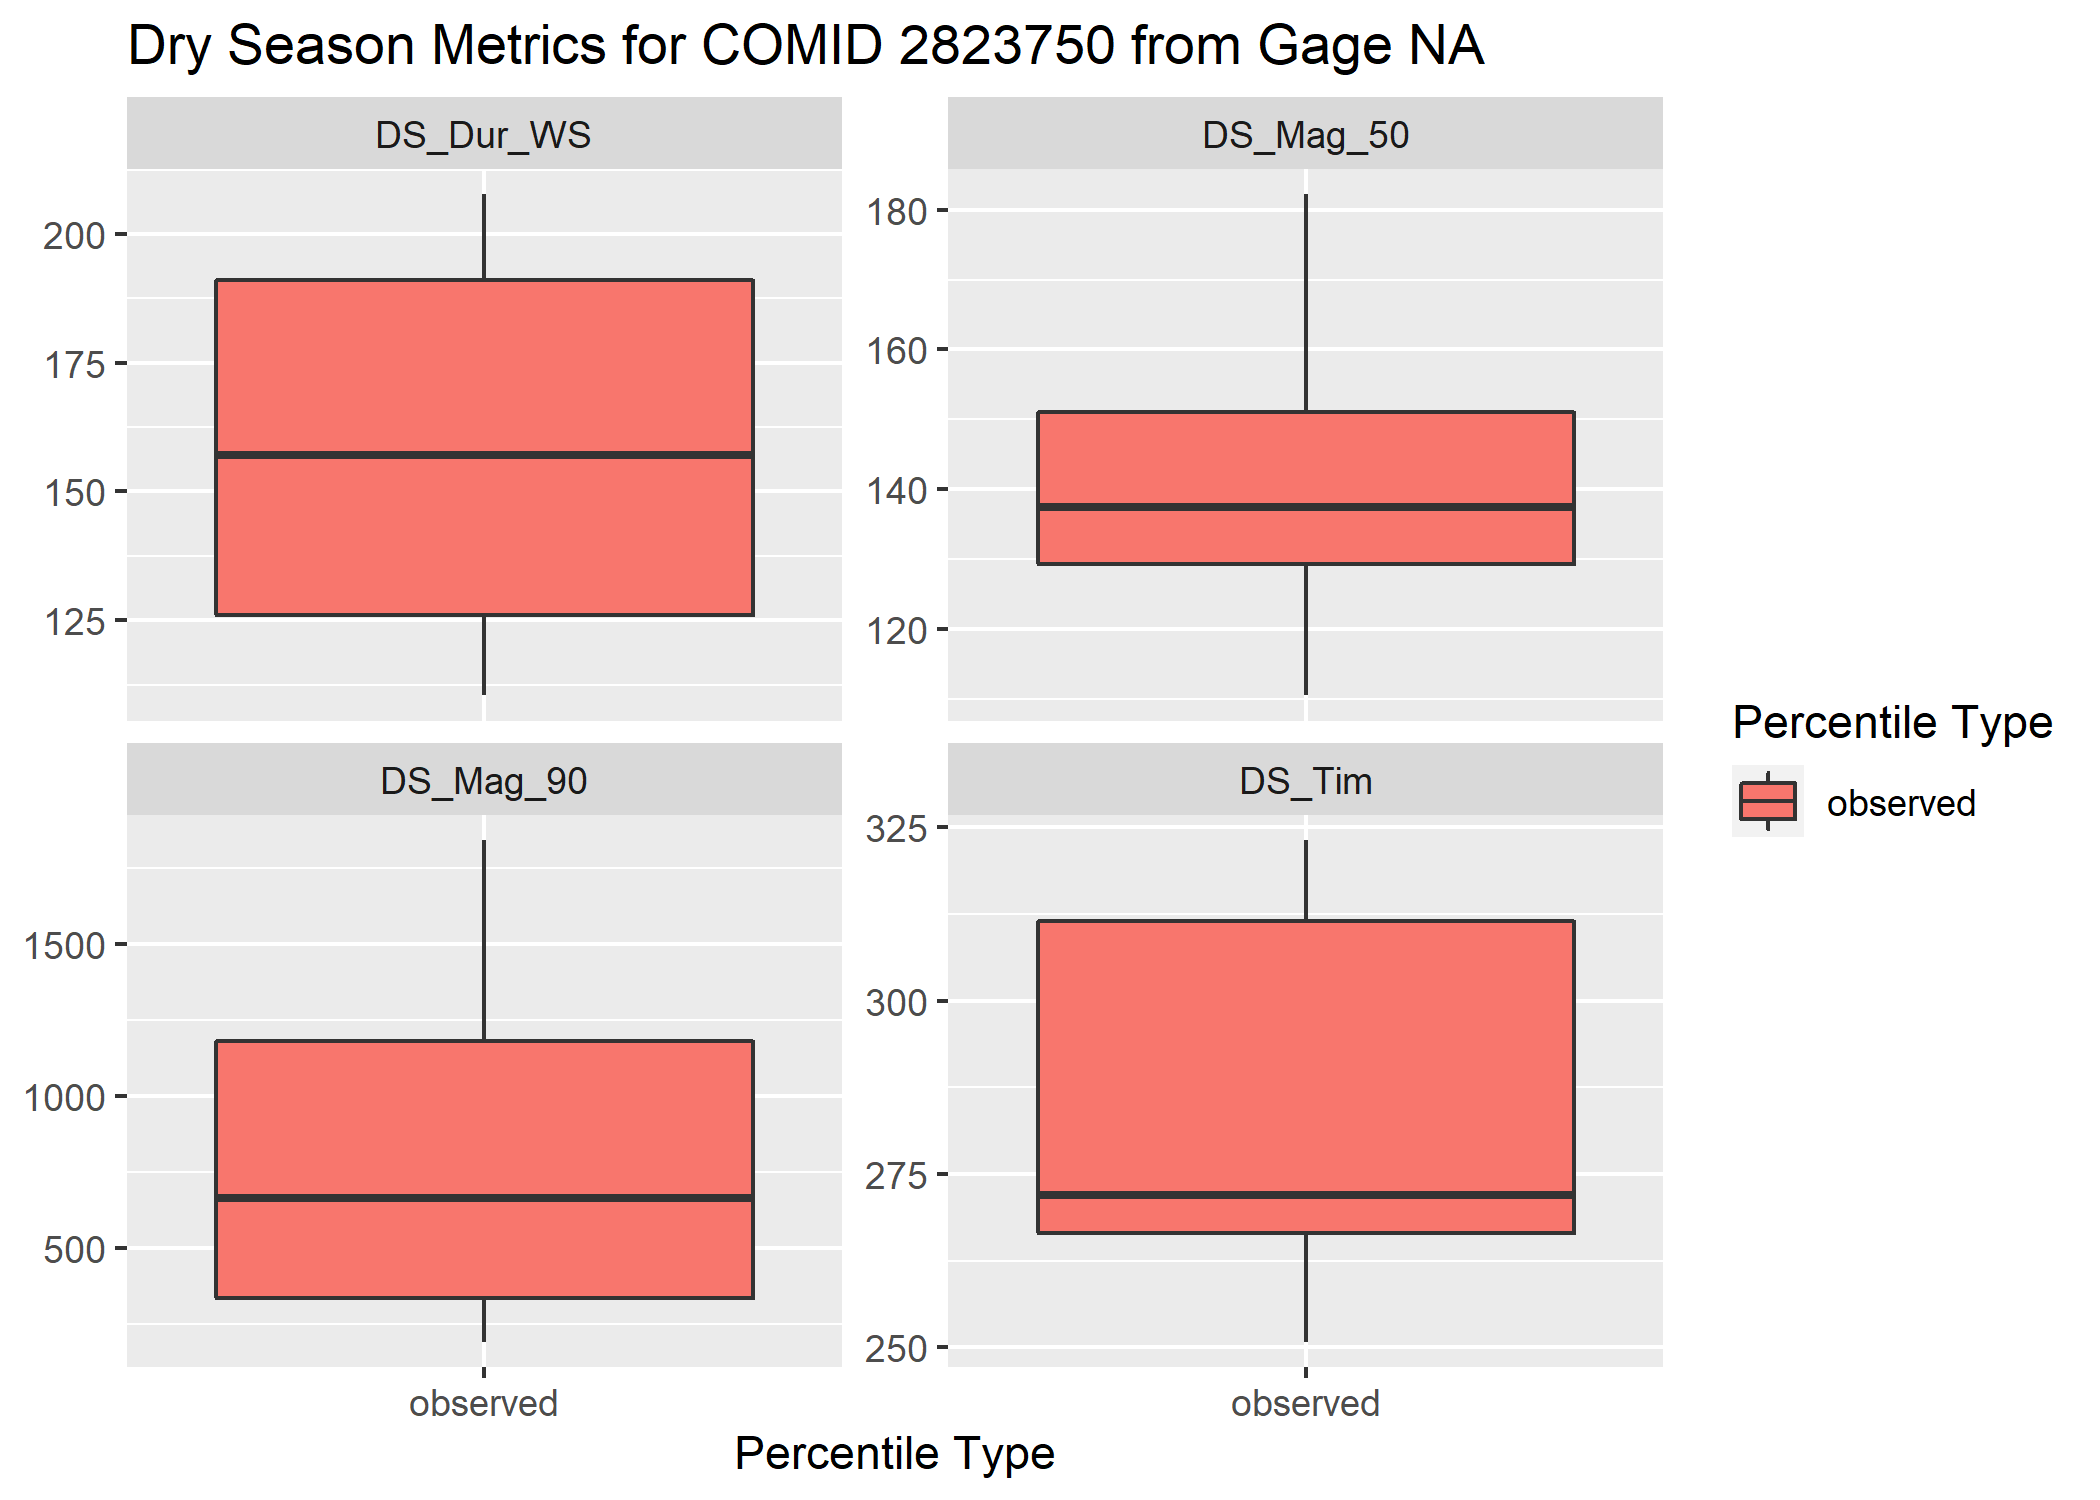 Dry Season Metrics for COMID 2823750 from Gage NA
DS_Dur_WS
200
175
150
125
DS_Mag_50
180
160
140
120
DS_Mag_90
1500
1000
500
observed
DS_Tim
325
300
275
250
observed
Percentile Type
Percentile Type
observed